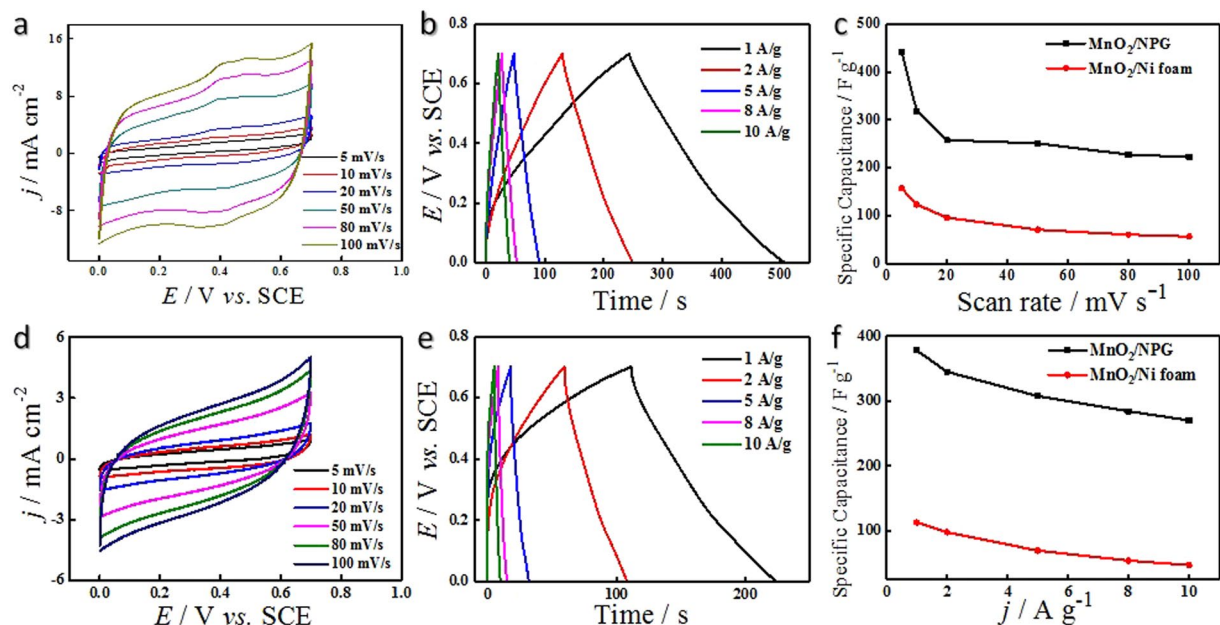 a
j / mA cm-2
16
8
0
-8
0.0 0.2 0.4 0.6 0.8 1.0
E / V vs. SCE
5 mV/s
10 mV/s
20 mV/s
50 mV/s
80 mV/s
100 mV/s
b
E / V vs. SCE
0.8
0.6
0.4
0.2
0.0
0 100 200 300 400 500
Time / s
1 A/g
2 A/g
5 A/g
8 A/g
10 A/g
c
Specific Capacitance / F g-1
500
400
300
200
100
0
0 20 40 60 80 100
Scan rate / mV s-1
MnO2/NPG
MnO2/Ni foam
d
j / mA cm-2
6
3
0
-3
-6
0.0 0.2 0.4 0.6 0.8 1.0
E / V vs. SCE
5 mV/s
10 mV/s
20 mV/s
50 mV/s
80 mV/s
100 mV/s
e
E / V vs. SCE
0.8
0.6
0.4
0.2
0.0
0 100 200
Time / s
1 A/g
2 A/g
5 A/g
8 A/g
10 A/g
f
Specific Capacitance / F g-1
400
300
200
100
0 2 4 6 8 10
j / A g-1
MnO2/NPG
MnO2/Ni foam